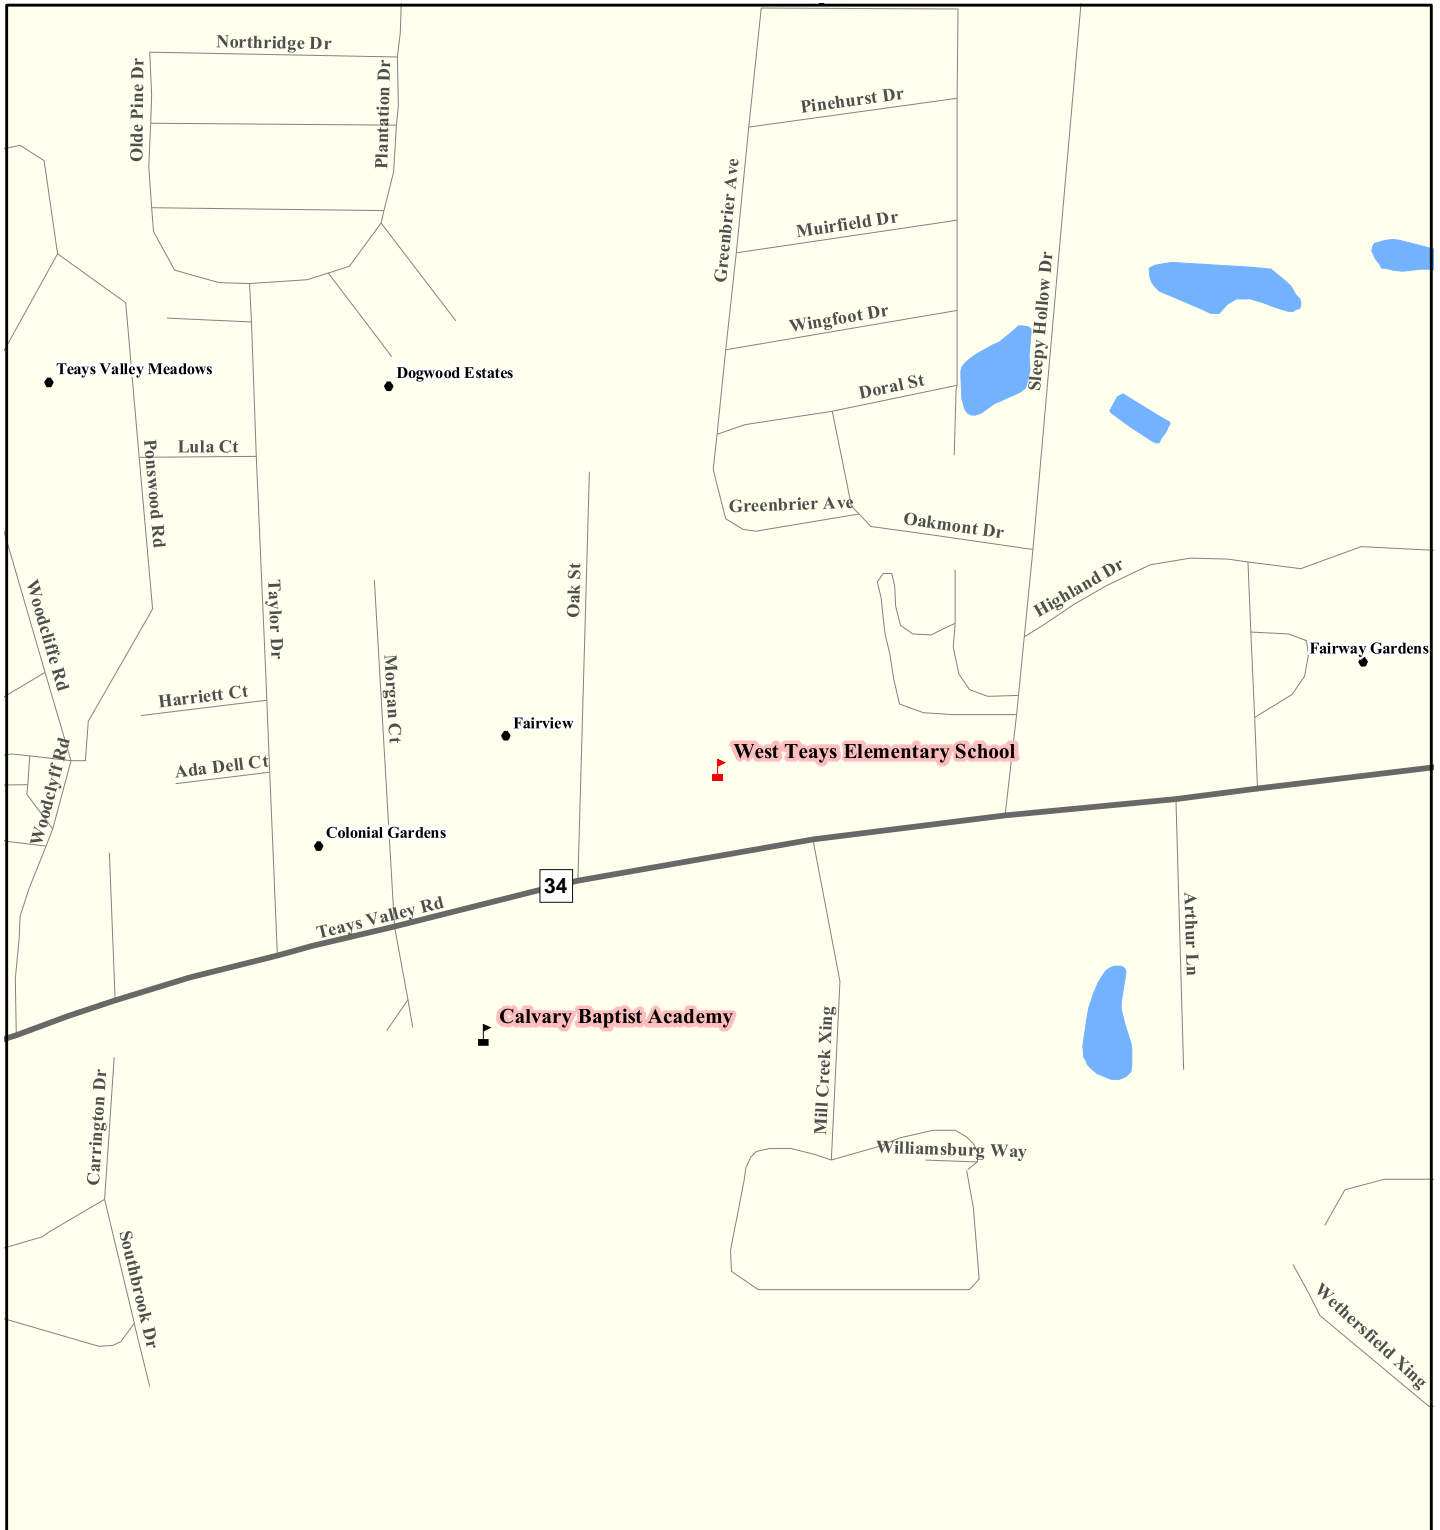 Northridge Dr
Olde Pine Dr
Plantation Dr
Pinehurst Dr
Greenbrier Ave
Muirfield Dr
Sleepy Hollow Dr
Wingfoot Dr
Teays Valley Meadows
Dogwood Estates
Doral St
Lula Ct
Ponswood Rd
Greenbrier Ave
Oakmont Dr
Highland Dr
Oak St
Woodcliffe Rd
Taylor Dr
Fairway Gardens
Morgan Ct
Harriett Ct
Fairview
West Teays Elementary School
Ada Dell Ct
Woodclyff Rd
Colonial Gardens
34
Teays Valley Rd
Arthur Ln
Calvary Baptist Academy
Mill Creek Xing
Carrington Dr
Williamsburg Way
Southbrook Dr
Wethersfield Xing